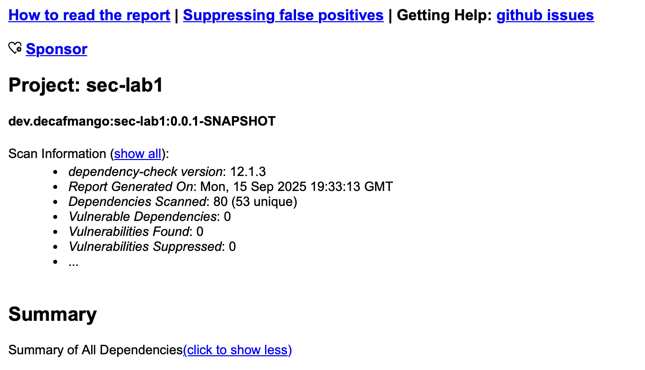 How to read the report | Suppressing false positives | Getting Help: github issues
Sponsor
Project: sec-lab1
dev.decafmango:sec-lab1:0.0.1-SNAPSHOT
Scan Information (show all):
• dependency-check version: 12.1.3
• Report Generated On: Mon, 15 Sep 2025 19:33:13 GMT
• Dependencies Scanned: 80 (53 unique)
• Vulnerable Dependencies: 0
• Vulnerabilities Found: 0
• Vulnerabilities Suppressed: 0
• ...
Summary
Summary of All Dependencies(click to show less)